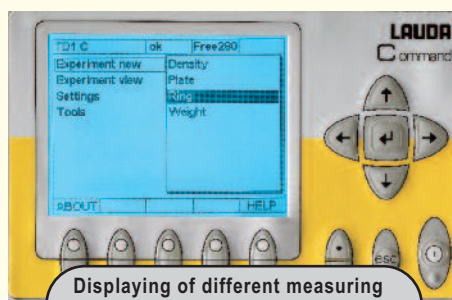 LAUDA
Command
TD1 C ok Free280
Experiment new Density
Experiment view Plate
Settings Ring
Tools Weight
ABOUT HELP
esc
Displaying of different measuring